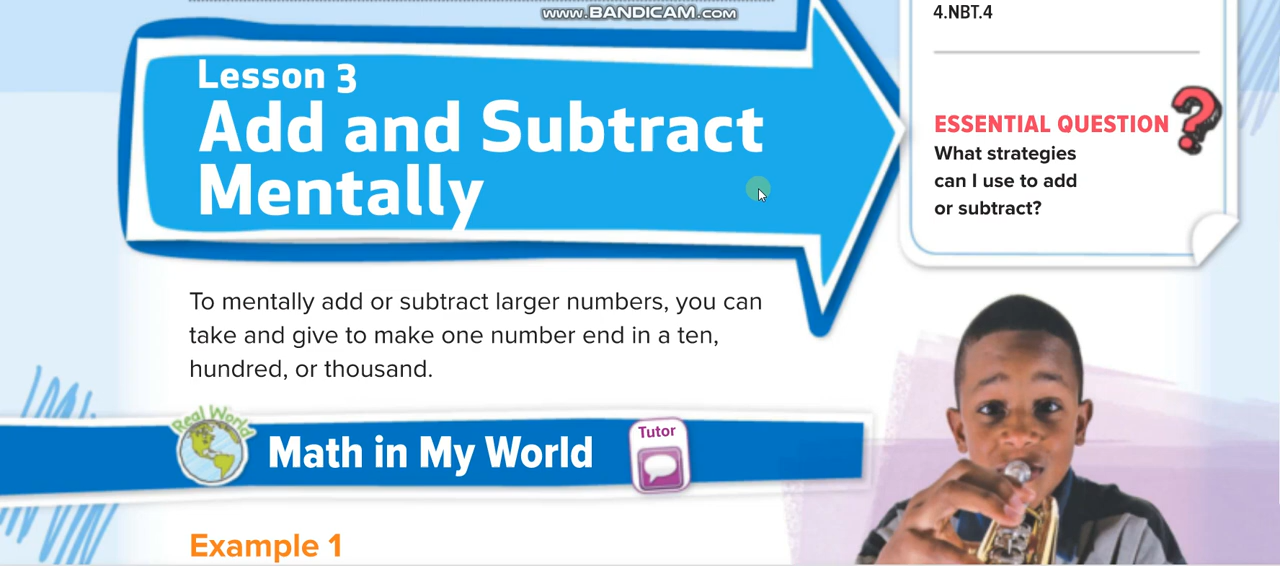 www.BANDICAM.com
4.NBT.4
Lesson 3
Add and Subtract
Mentally
ESSENTIAL QUESTION
?
What strategies
can I use to add
or subtract?
To mentally add or subtract larger numbers, you can
take and give to make one number end in a ten,
hundred, or thousand.
Real World
Math in My World
Tutor
Example 1